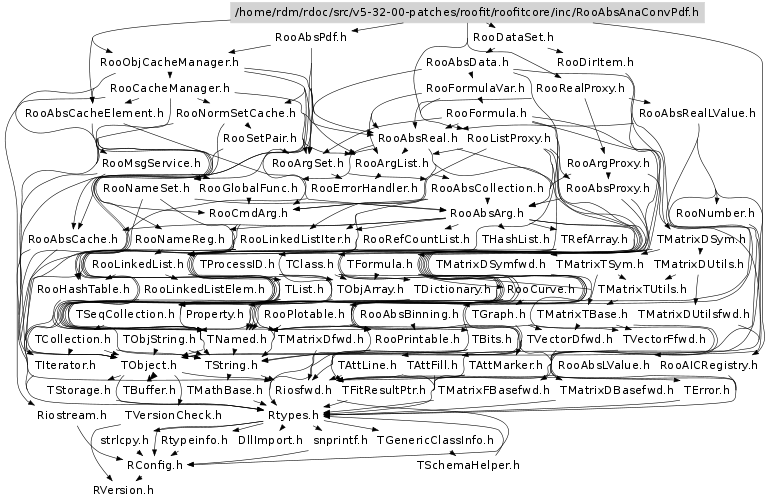 /home/rdm/rdoc/src/v5-32-00-patches/roofit/roofitcore/inc/RooAbsAnaConvPdf.h
RooAbsPdf.h RooDataSet.h
RooObjCacheManager.h RooAbsData.h RooDirItem.h
RooCacheManager.h RooFormulaVar.h RooRealProxy.h
RooAbsCacheElement.h RooNormSetCache.h RooFormula.h RooAbsRealLValue.h
RooSetPair.h RooAbsReal.h RooListProxy.h
RooMsgService.h RooArgSet.h RooArgList.h RooArgProxy.h
RooNameSet.h RooGlobalFunc.h RooErrorHandler.h RooAbsCollection.h RooAbsProxy.h
RooCmdArg.h RooAbsArg.h RooNumber.h
RooAbsCache.h RooNameReg.h RooLinkedListIter.h RooRefCountList.h THashList.h TRefArray.h TMatrixDSym.h
RooLinkedList.h TProcessID.h TClass.h TFormula.h TMatrixDSymfwd.h TMatrixTSym.h TMatrixDUtils.h
RooHashTable.h RooLinkedListElem.h TList.h TObjArray.h TDictionary.h RooCurve.h TMatrixTUtils.h
TSeqCollection.h Property.h RooPlotable.h RooAbsBinning.h TGraph.h TMatrixTBase.h TMatrixDUtilsfwd.h
TCollection.h TObjString.h TNamed.h TMatrixDfwd.h RooPrintable.h TBits.h TVectorDfwd.h TVectorFfwd.h
TIterator.h TObject.h TString.h TAttLine.h TAttFill.h TAttMarker.h RooAbsLValue.h RooAICRegistry.h
TStorage.h TBuffer.h TMathBase.h Riosfwd.h TFitResultPtr.h TMatrixFBasefwd.h TMatrixDBasefwd.h TError.h
Riostream.h TVersionCheck.h Rtypes.h
strlcpy.h Rtypeinfo.h DllImport.h snprintf.h TGenericClassInfo.h
RConfig.h TSchemaHelper.h
RVersion.h